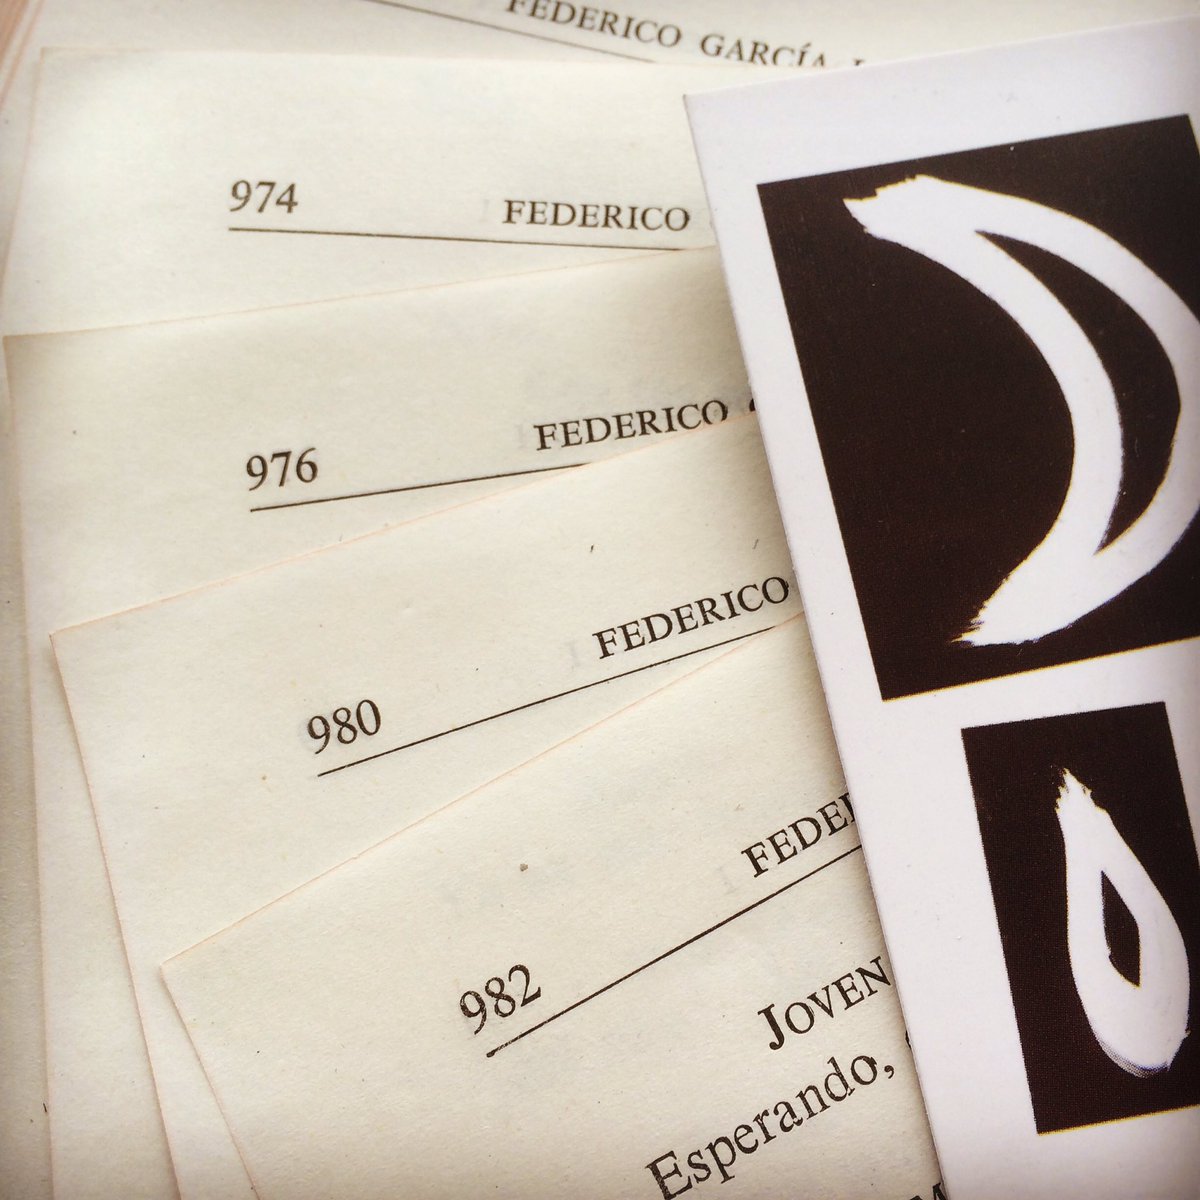 FEDERICO GARCÍA
974 FEDERICO
976 FEDERICO
980 FEDERICO
982 FEDE
JOVEN
Esperando,